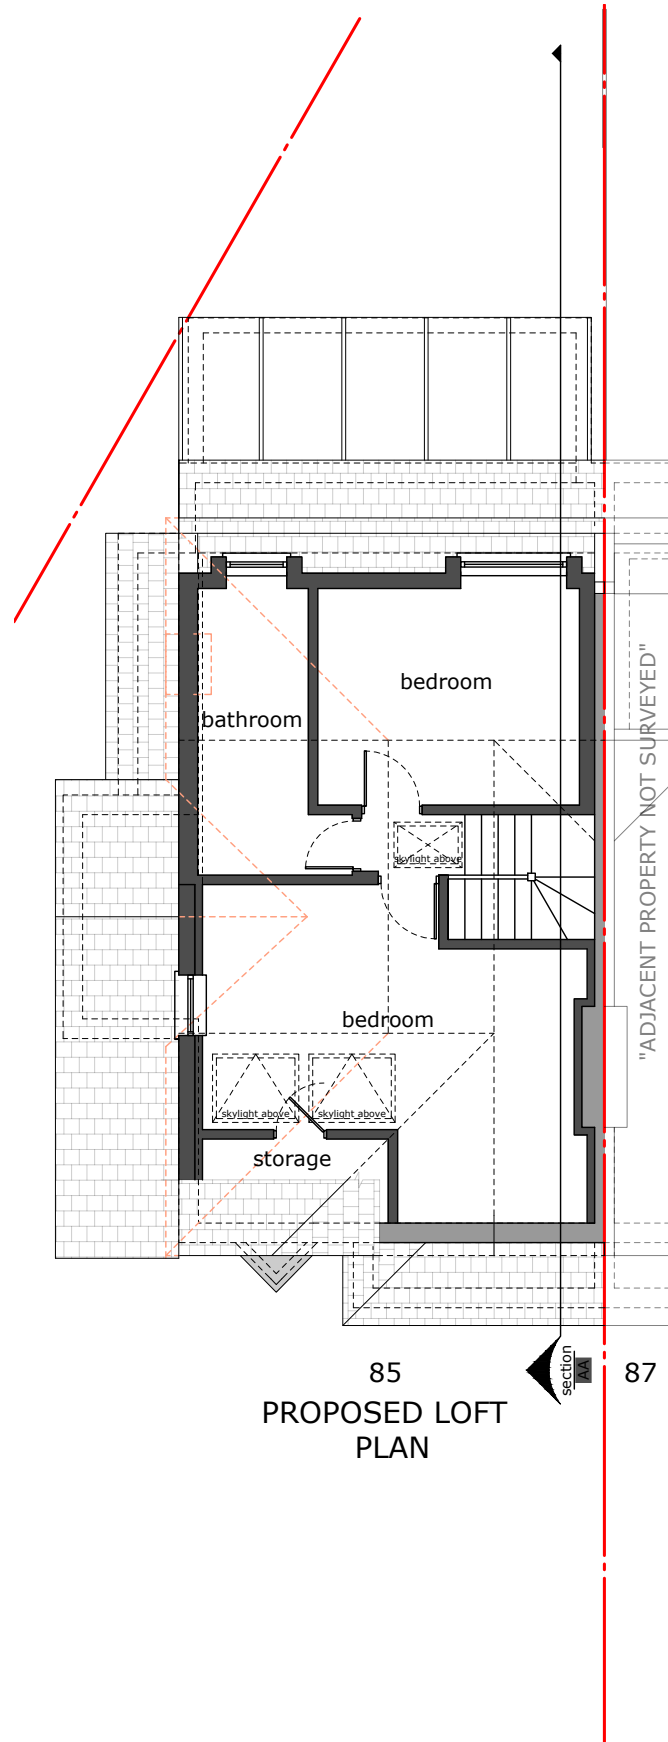 bedroom
bathroom
"ADJACENT PROPERTY NOT SURVEYED"
skylight above
bedroom
skylight above
skylight above
storage
section
AA
85
87
PROPOSED LOFT
PLAN